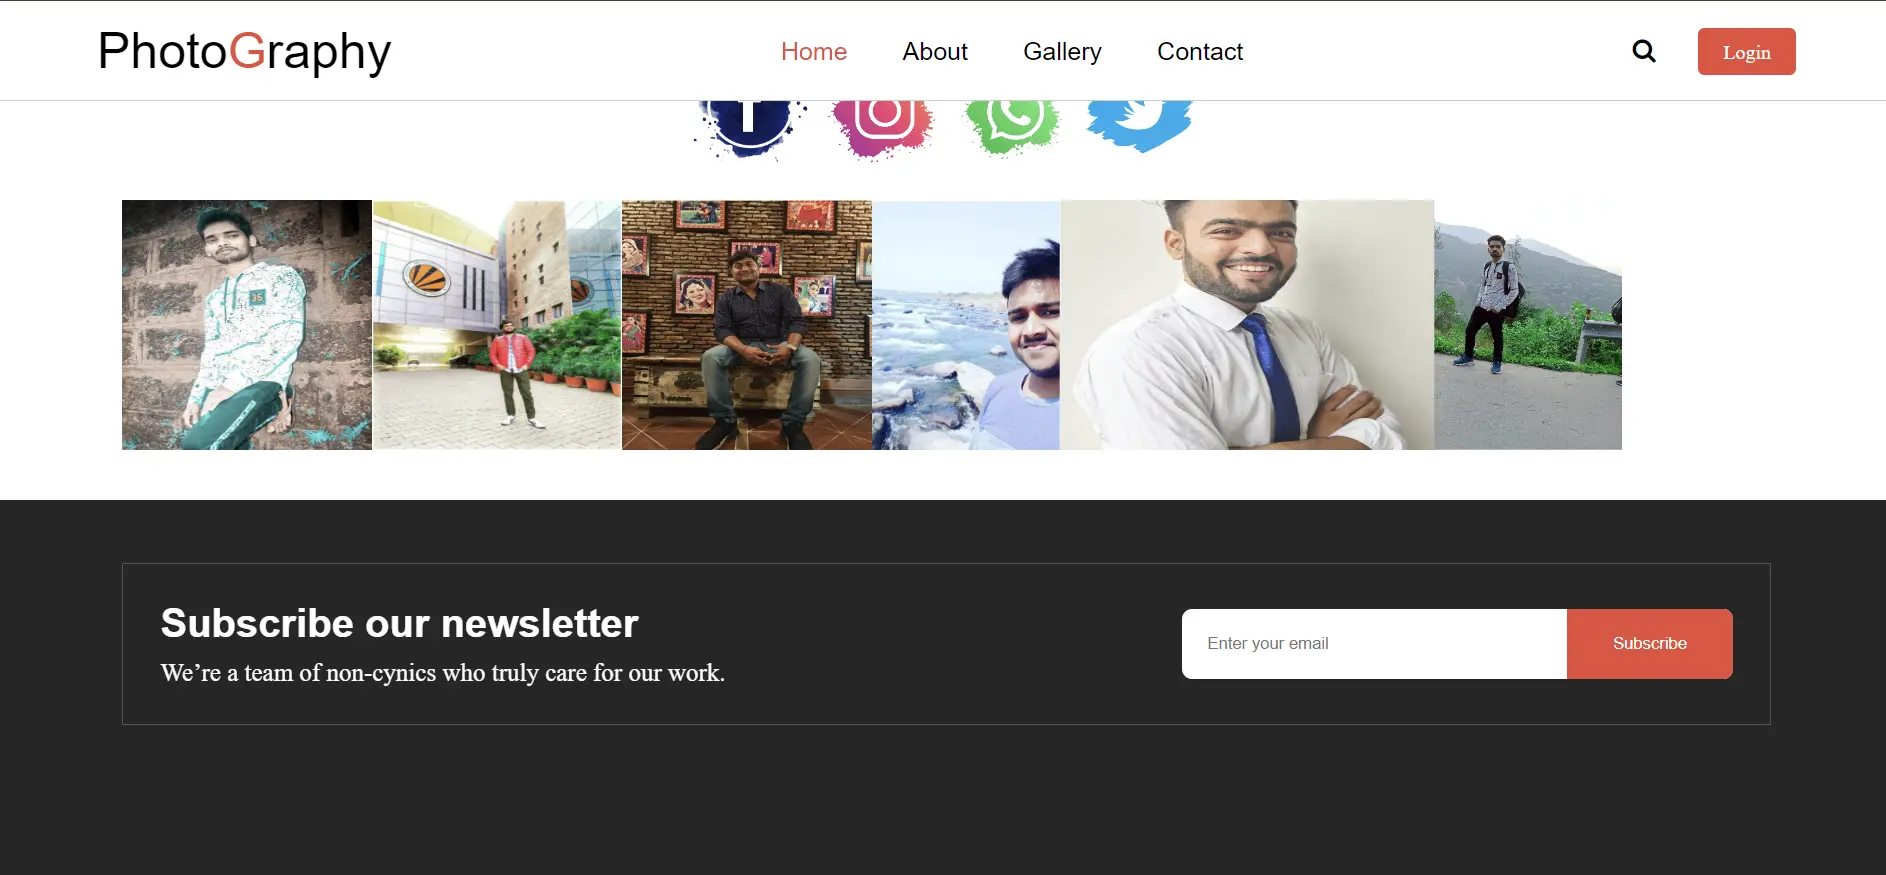 PhotoGraphy
Home About Gallery Contact
Login
35
Subscribe our newsletter
We’re a team of non-cynics who truly care for our work.
Enter your email
Subscribe